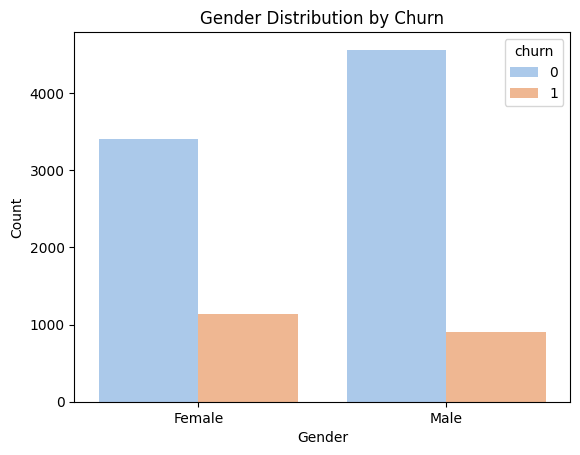 Gender Distribution by Churn
churn
0
1
4000
3000
2000
1000
0
Count
Female
Male
Gender